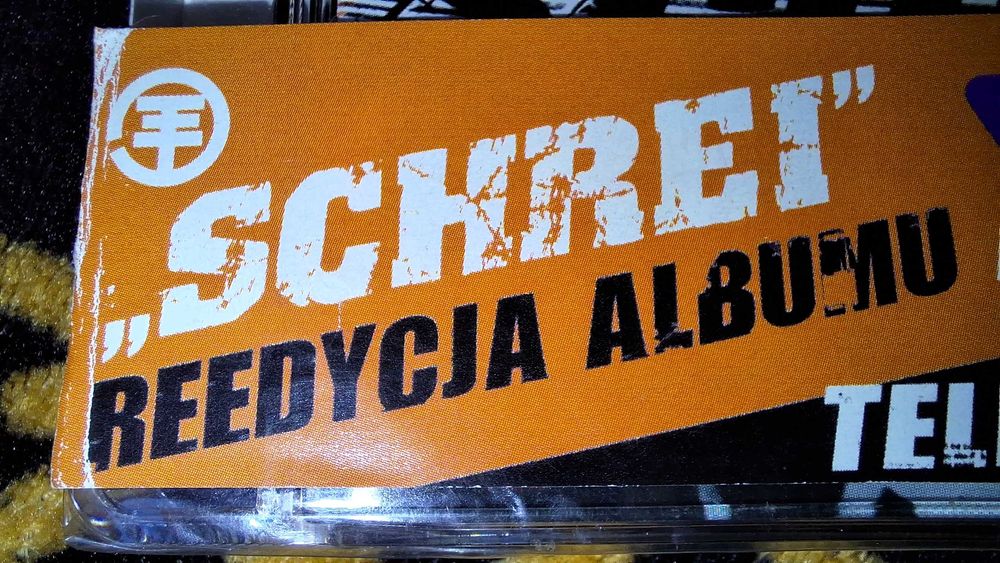 „SCHREI”
REEDYCJA ALBUMU